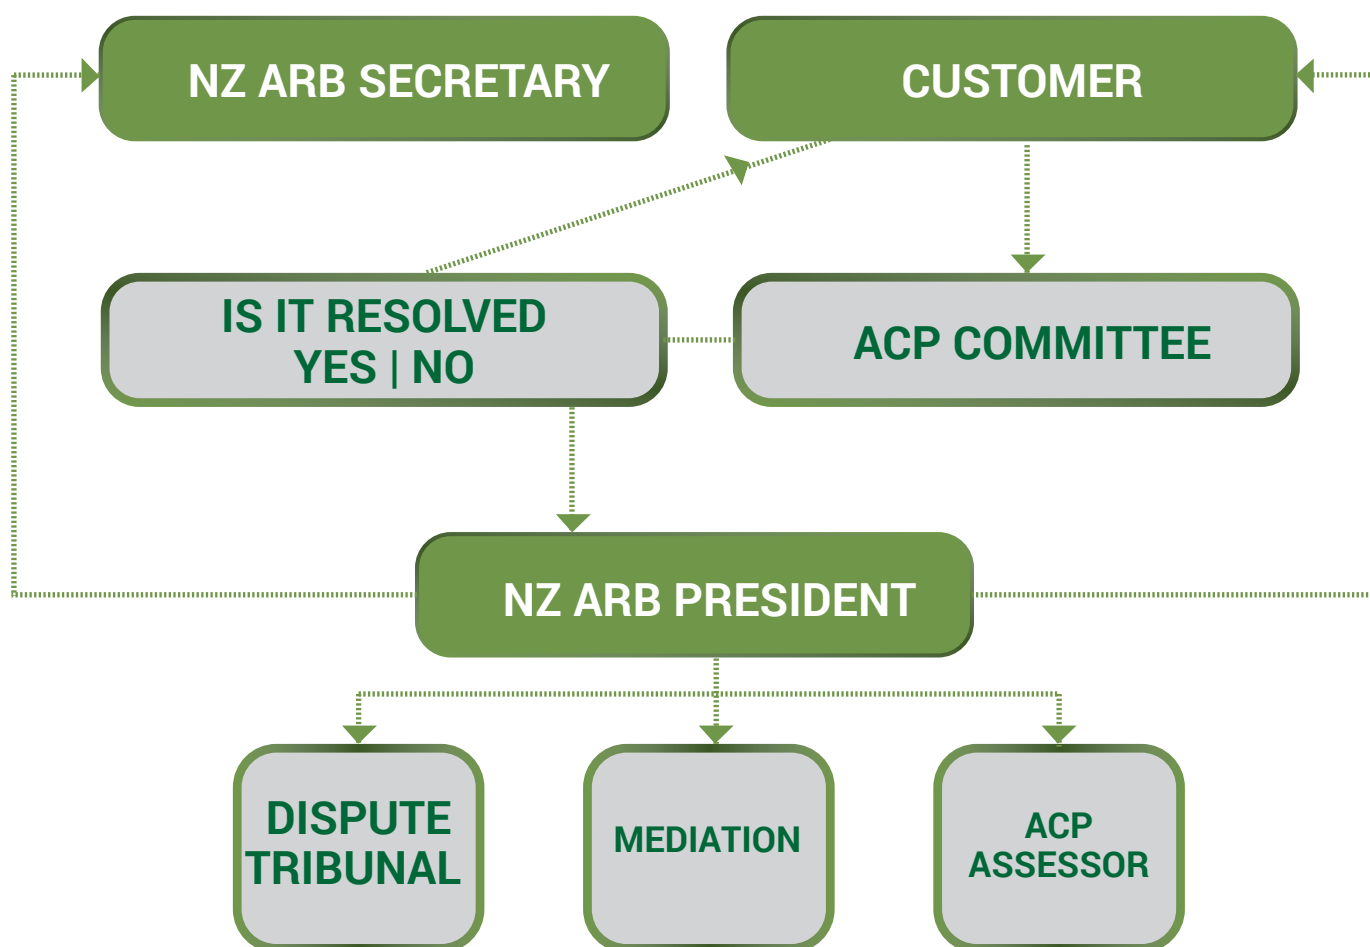 NZ ARB SECRETARY
CUSTOMER
IS IT RESOLVED
YES | NO
ACP COMMITTEE
NZ ARB PRESIDENT
DISPUTE
TRIBUNAL
MEDIATION
ACP
ASSESSOR